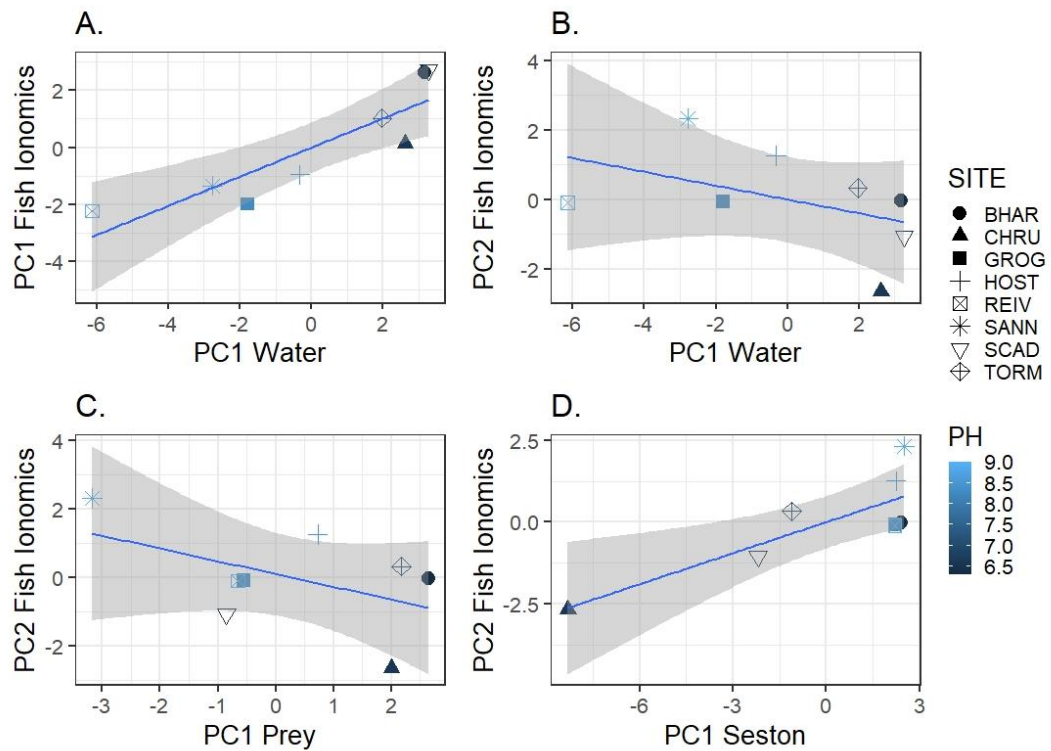 A.
PC1 Fish Ionomics
2
0
-2
-4
-6 -4 -2 0 2
PC1 Water
B.
PC2 Fish Ionomics
4
2
0
-2
-6 -4 -2 0 2
PC1 Water
C.
PC2 Fish Ionomics
4
2
0
-2
-3 -2 -1 0 1 2
PC1 Prey
D.
PC2 Fish Ionomics
2.5
0.0
-2.5
-6 -3 0 3
PC1 Seston
SITE
BHAR
CHRU
GROG
HOST
REIV
SANN
SCAD
TORM
PH
9.0
8.5
8.0
7.5
7.0
6.5